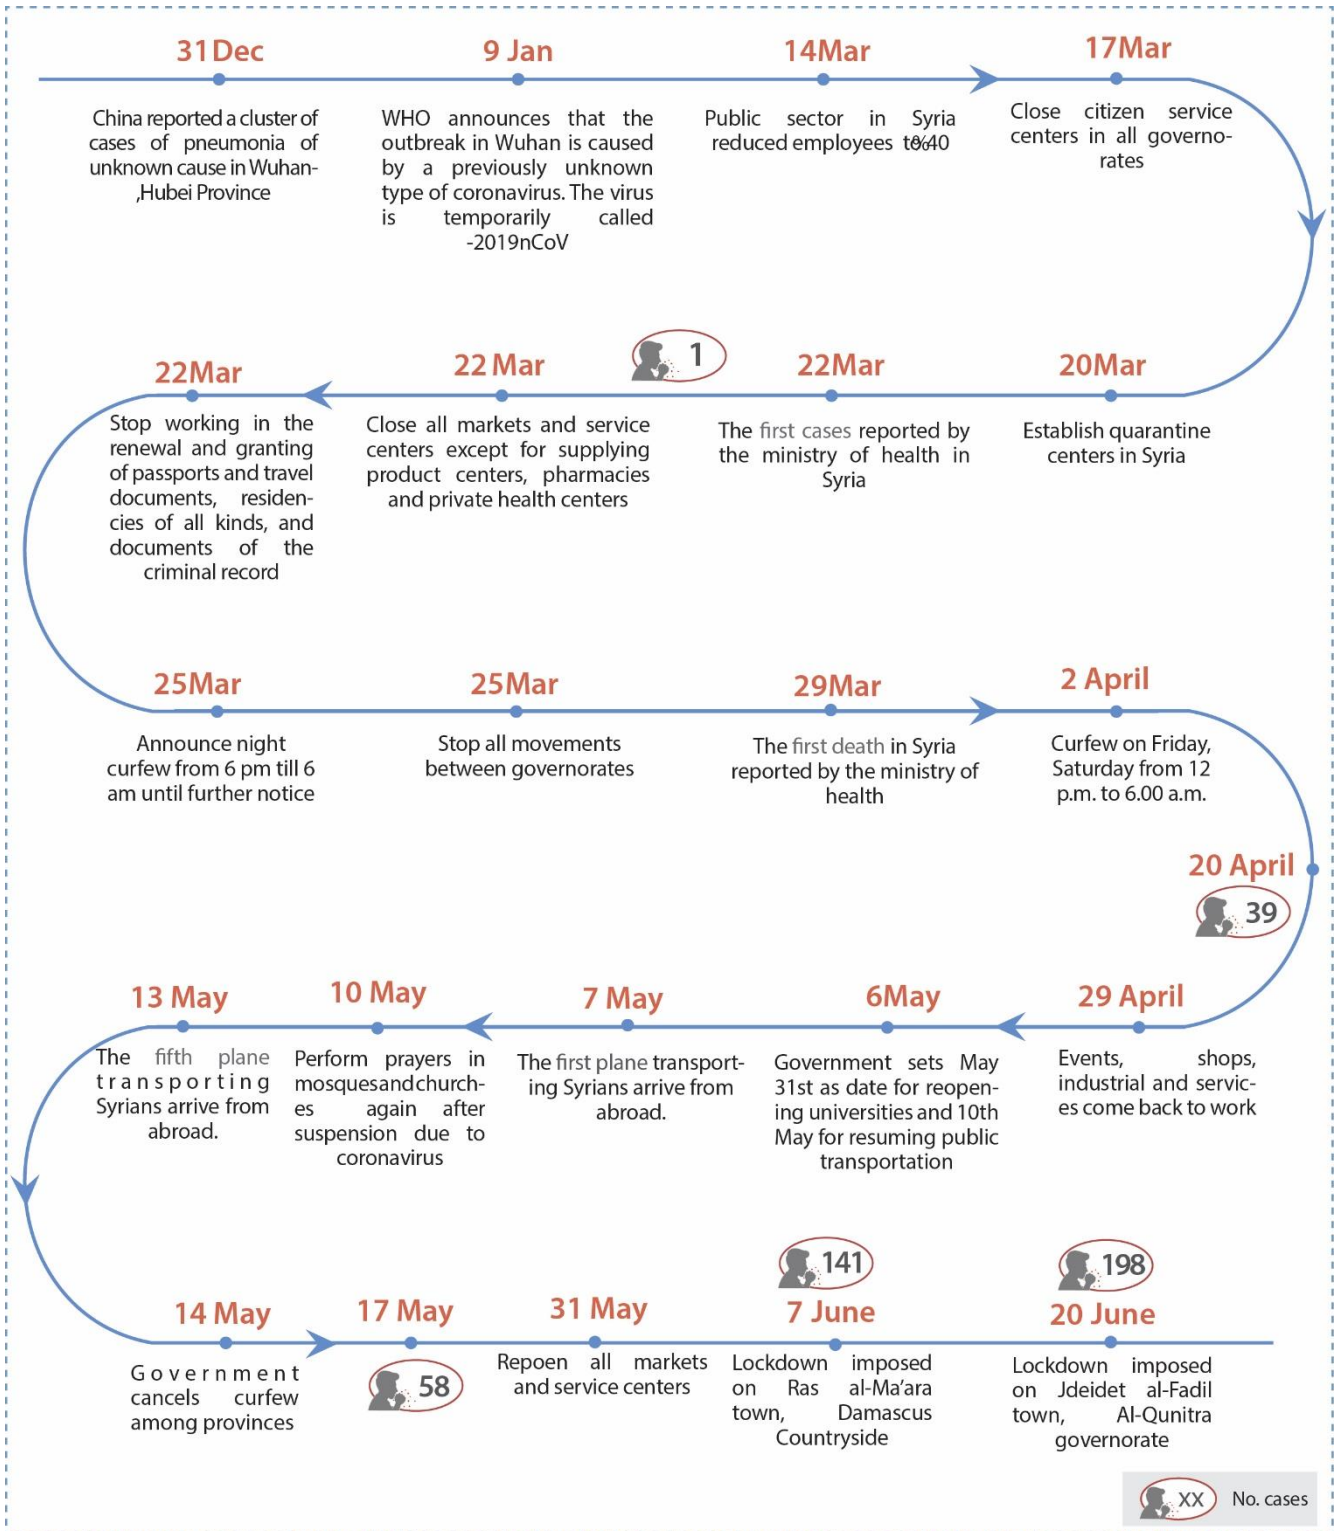 31Dec
China reported a cluster of
cases of pneumonia of
unknown cause in Wuhan-
,Hubei Province
9 Jan
WHO announces that the
outbreak in Wuhan is caused
by a previously unknown
type of coronavirus. The virus
is temporarily called
-2019nCoV
14Mar
Public sector in Syria
reduced employees to%40
17Mar
Close citizen service
centers in all governo-
rates
20Mar
Establish quarantine
centers in Syria
22Mar
The first cases reported by
the ministry of health in
Syria
1
22 Mar
Close all markets and service
centers except for supplying
product centers, pharmacies
and private health centers
22Mar
Stop working in the
renewal and granting
of passports and travel
documents, residen-
cies of all kinds, and
documents of the
criminal record
25Mar
Announce night
curfew from 6 pm till 6
am until further notice
25Mar
Stop all movements
between governorates
29Mar
The first death in Syria
reported by the ministry of
health
2 April
Curfew on Friday,
Saturday from 12
p.m. to 6.00 a.m.
20 April
39
29 April
Events, shops,
industrial and servic-
es come back to work
6May
Government sets May
31st as date for reopen-
ing universities and 10th
May for resuming public
transportation
7 May
The first plane transport-
ing Syrians arrive from
abroad.
10 May
Perform prayers in
mosquesandchurch-
es again after
suspension due to
coronavirus
13 May
The fifth plane
transporting
Syrians arrive from
abroad.
14 May
Government
cancels curfew
among provinces
17 May
58
31 May
Repoen all markets
and service centers
141
7 June
Lockdown imposed
on Ras al-Ma'ara
town, Damascus
Countryside
198
20 June
Lockdown imposed
on Jdeidet al-Fadil
town, Al-Qunitra
governorate
XX No. cases